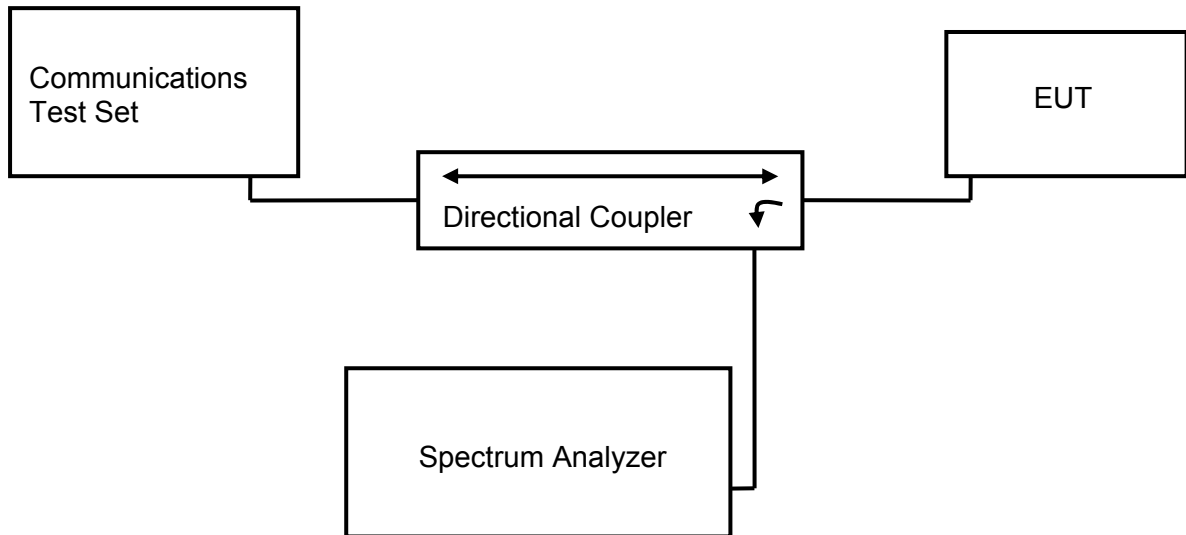 Communications
Test Set
EUT
Directional Coupler
Spectrum Analyzer